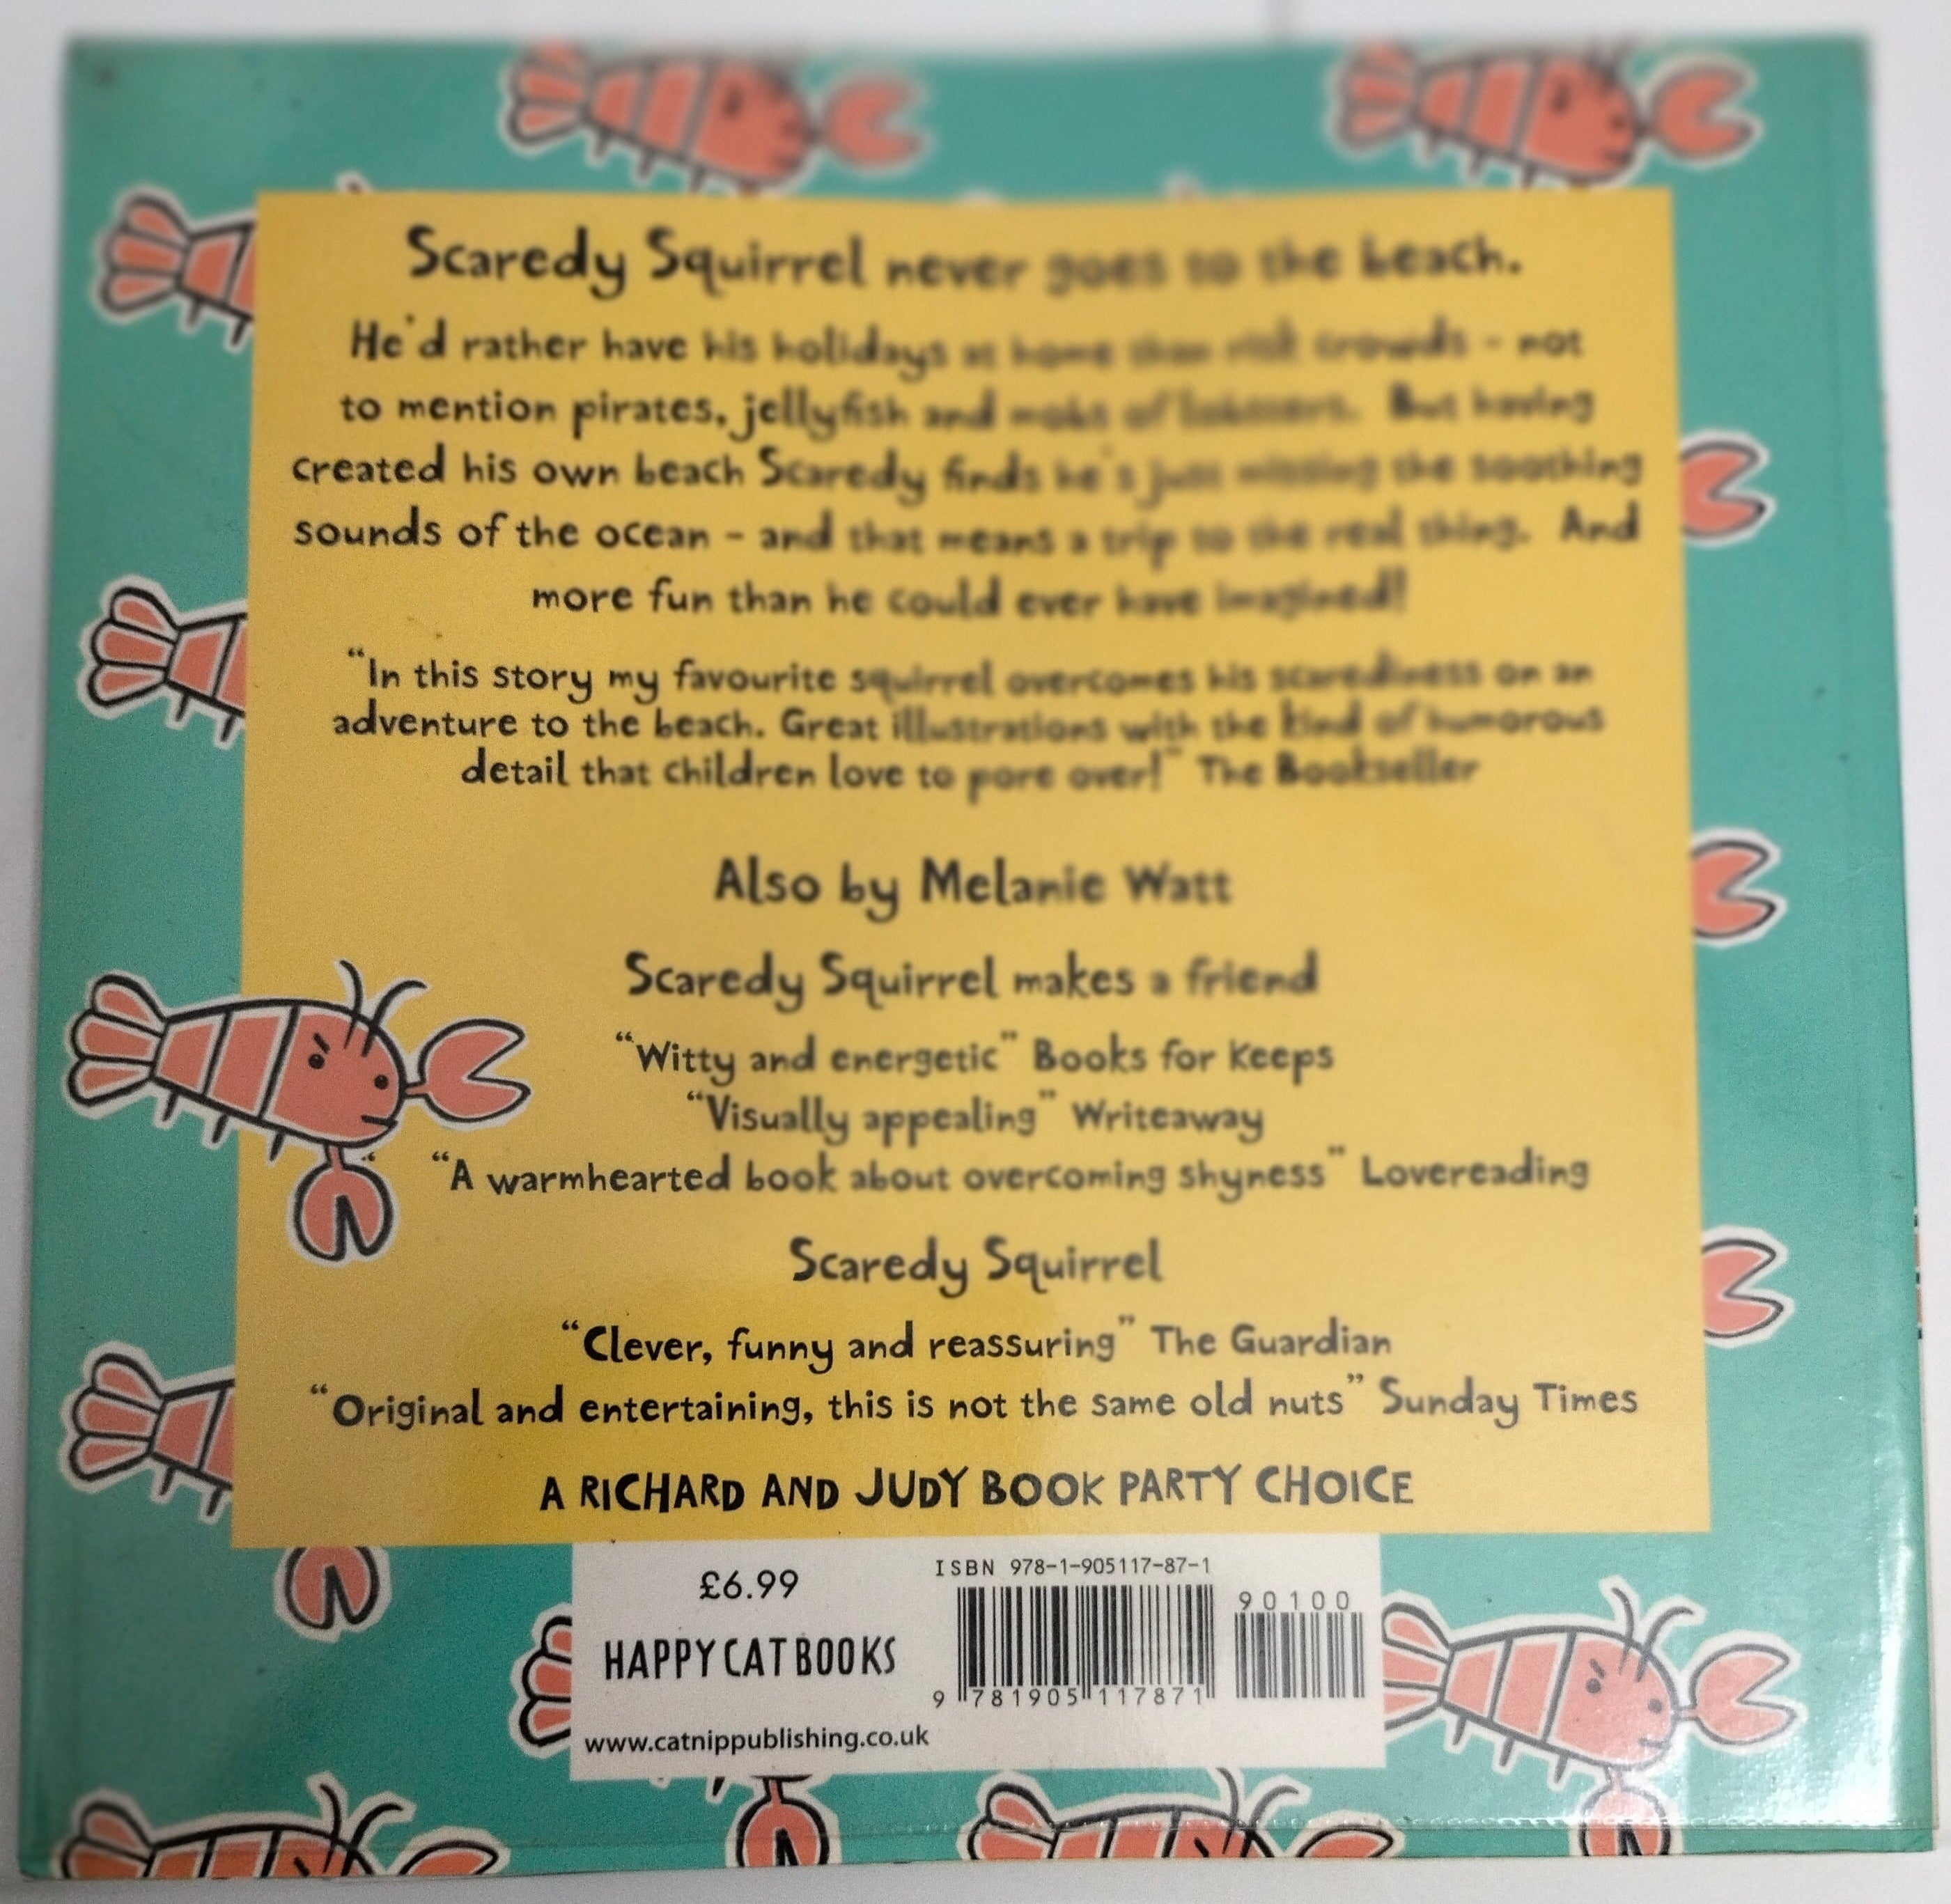 Scaredy Squirrel never goes to the beach.
He'd rather have his holidays at home than risk crowds - not
to mention pirates, jellyfish and mobs of lobsters. But having
created his own beach Scaredy finds he's just missing the soothing
sounds of the ocean - and that means a trip to the real thing. And
more fun than he could ever have imagined!
“In this story my favourite squirrel overcomes his scarediness on an
adventure to the beach. Great illustrations with the kind of humorous
detail that children love to pore over!” The Bookseller
Also by Melanie Watt
Scaredy Squirrel makes a friend
“Witty and energetic” Books for Keeps
“Visually appealing” Writeaway
“A warmhearted book about overcoming shyness” Lovereading
Scaredy Squirrel
“Clever, funny and reassuring” The Guardian
“Original and entertaining, this is not the same old nuts” Sunday Times
A RICHARD AND JUDY BOOK PARTY CHOICE
£6.99
HAPPY CAT BOOKS
www.catnippublishing.co.uk
ISBN 978-1-905117-87-1
90100
9 781905 117871